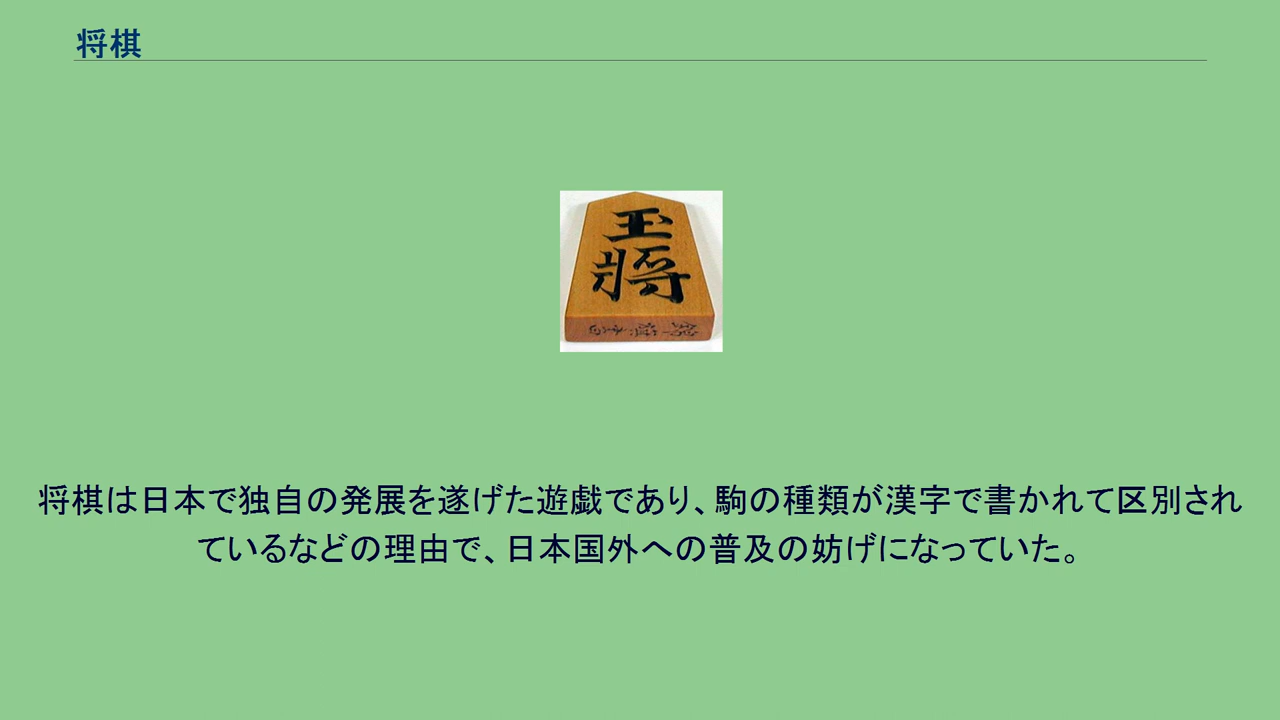 将棋
玉
将
将棋は日本で独自の発展を遂げた遊戯であり、駒の種類が漢字で書かれて区別され
ているなどの理由で、日本国外への普及の妨げになっていた。